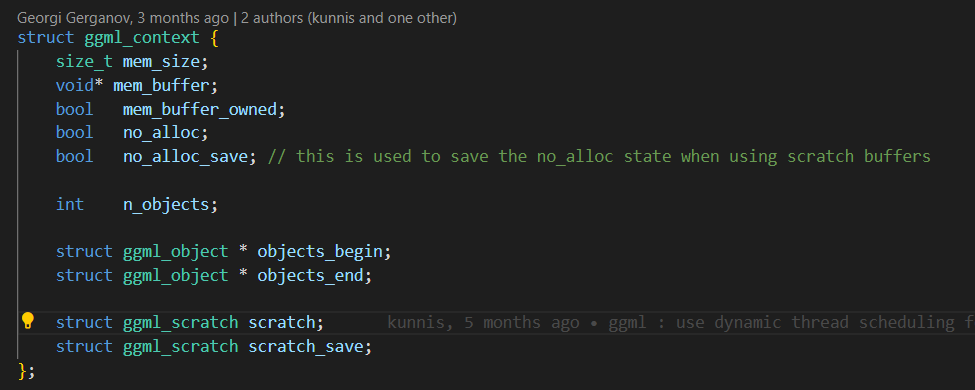 Georgi Gerganov, 3 months ago | 2 authors (kunnis and one other)
struct ggml_context {
    size_t mem_size;
    void* mem_buffer;
    bool   mem_buffer_owned;
    bool   no_alloc;
    bool   no_alloc_save; // this is used to save the no_alloc state when using scratch buffers

    int    n_objects;

    struct ggml_object * objects_begin;
    struct ggml_object * objects_end;

    struct ggml_scratch scratch;      kunnis, 5 months ago • ggml : use dynamic thread scheduling f
    struct ggml_scratch scratch_save;
};